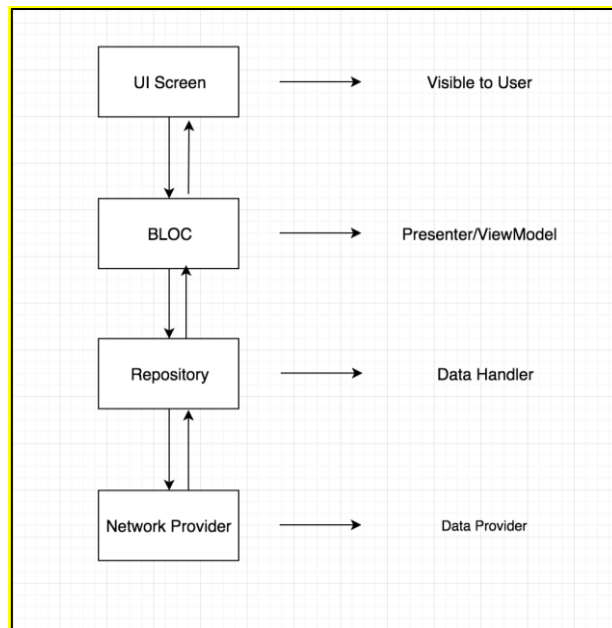 UI Screen
Visible to User
BLOC
Presenter/ViewModel
Repository
Data Handler
Network Provider
Data Provider